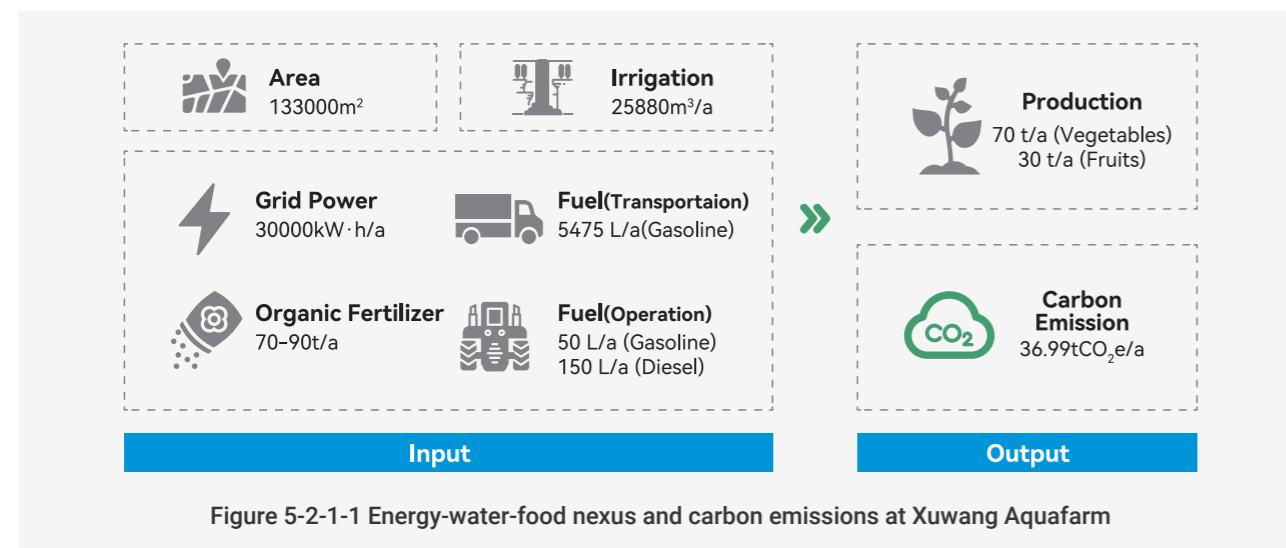 Area
133000m²
Irrigation
25880m³/a
Grid Power
30000kW·h/a
Fuel(Transportaion)
5475 L/a(Gasoline)
Organic Fertilizer
70-90t/a
Fuel(Operation)
50 L/a (Gasoline)
150 L/a (Diesel)
Input
Production
70 t/a (Vegetables)
30 t/a (Fruits)
CO₂
Carbon
Emission
36.99tCO₂e/a
Output
Figure 5-2-1-1 Energy-water-food nexus and carbon emissions at Xuwang Aquafarm